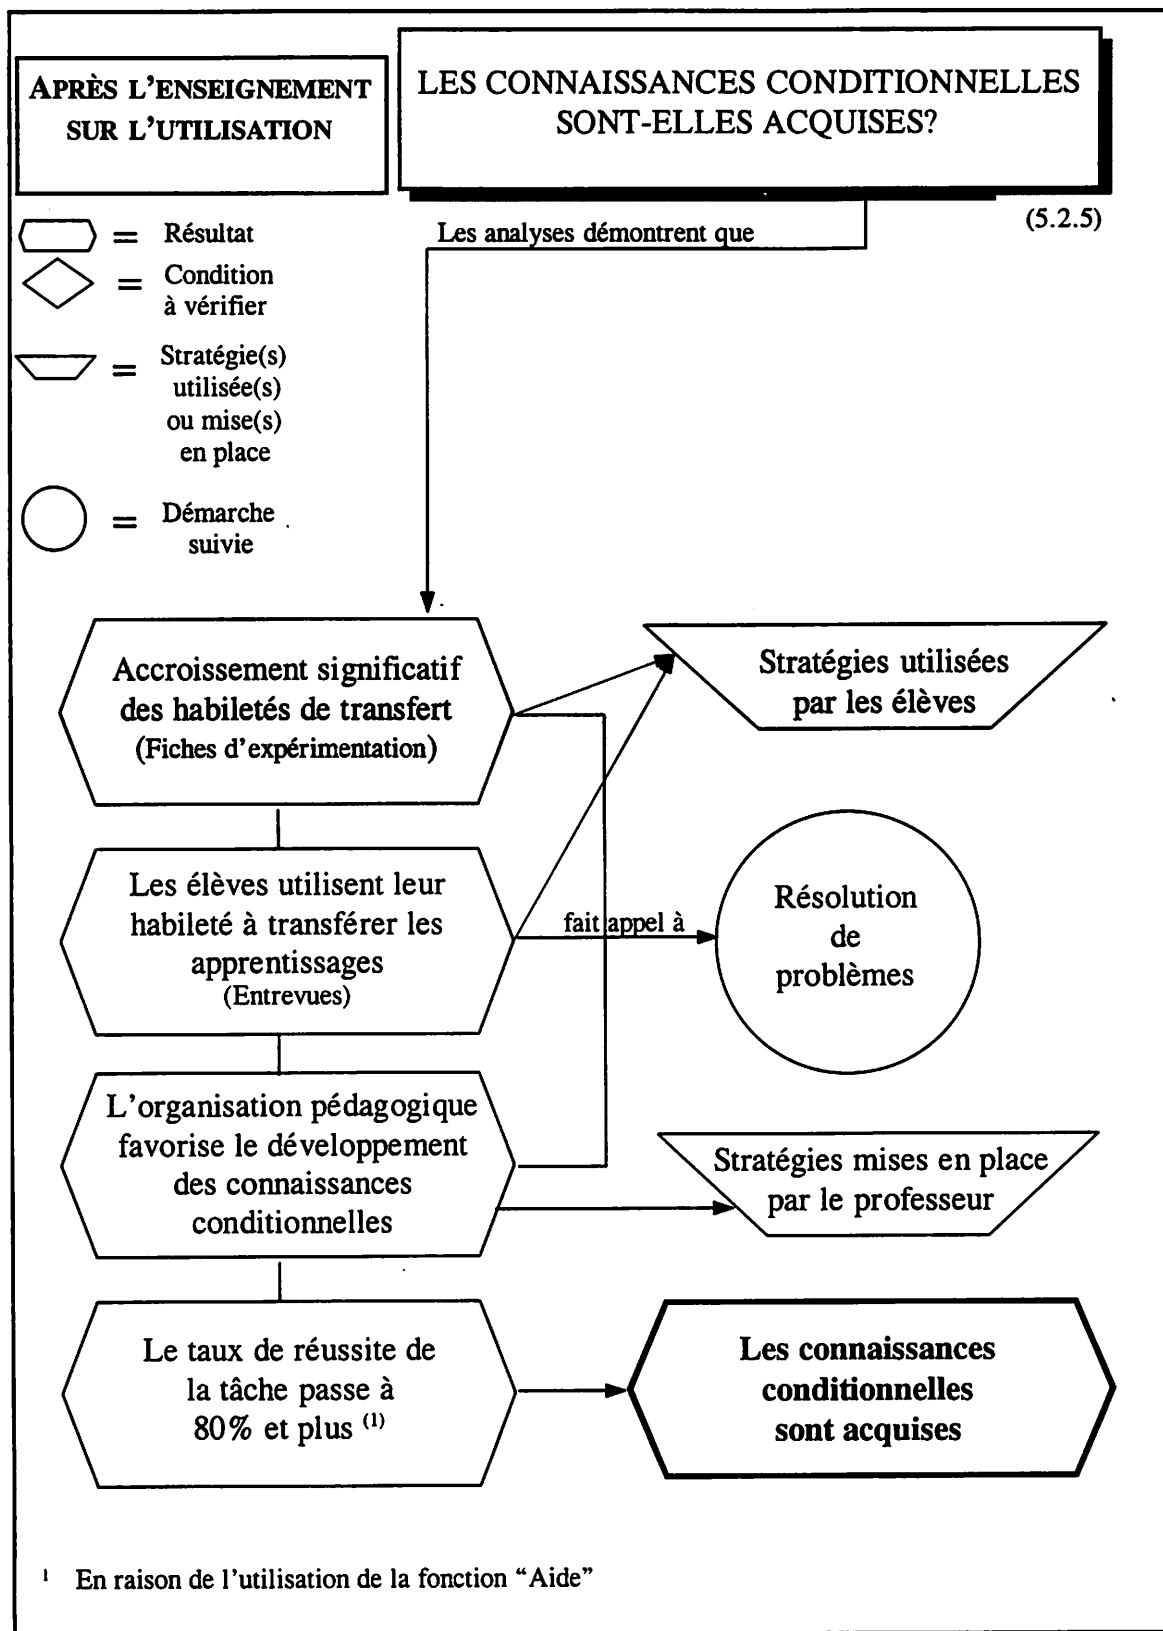 APRÈS L'ENSEIGNEMENT
SUR L'UTILISATION
LES CONNAISSANCES CONDITIONNELLES
SONT-ELLES ACQUISES?
(5.2.5)
= Résultat
= Condition
à vérifier
= Stratégie(s)
utilisée(s)
ou mise(s)
en place
= Démarche
suivie
Les analyses démontrent que
Accroissement significatif
des habiletés de transfert
(Fiches d'expérimentation)
Stratégies utilisées
par les élèves
Les élèves utilisent leur
habileté à transférer les
apprentissages
(Entrevues)
fait appel à
Résolution
de
problèmes
L'organisation pédagogique
favorise le développement
des connaissances
conditionnelles
Stratégies mises en place
par le professeur
Le taux de réussite de
la tâche passe à
80% et plus (1)
Les connaissances
conditionnelles
sont acquises
1 En raison de l'utilisation de la fonction “Aide”